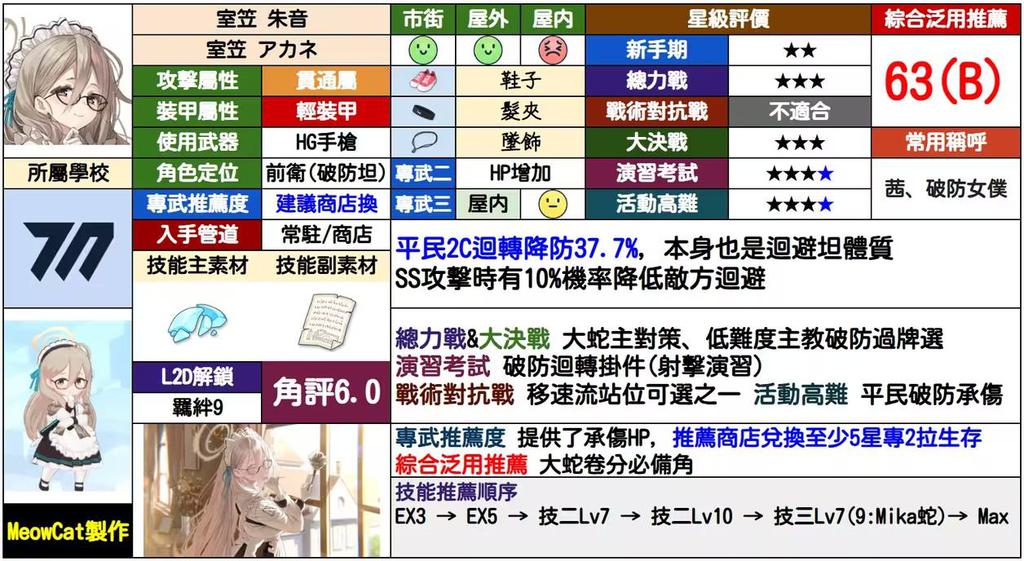 室笠 朱音
市街 屋外 屋內
星級評價
綜合泛用推薦
室笠 アカネ
新手期 ★★
63(B)
攻擊屬性 貫通屬
鞋子
總力戰 ★★★
裝甲屬性 輕裝甲
髮夾
戰術對抗戰 不適合
使用武器 HG手槍
墜飾
大決戰 ★★★
常用稱呼
所屬學校
角色定位 前衛(破防坦)
專武二 HP增加
演習考試 ★★★★
茜、破防女僕
專武推薦度 建議商店換
專武三 屋內
活動高難 ★★★★
入手管道 常駐/商店
平民2C迴轉降防37.7%, 本身也是迴避坦體質
SS攻擊時有10%機率降低敵方迴避
技能主素材 技能副素材
總力戰&大決戰 大蛇主對策、低難度主教破防過牌選
演習考試 破防迴轉掛件(射擊演習)
戰術對抗戰 移速流站位可選之一 活動高難 平民破防承傷
L2D解鎖
羈絆9
角評6.0
專武推薦度 提供了承傷HP, 推薦商店兌換至少5星專2拉生存
綜合泛用推薦 大蛇卷分必備角
技能推薦順序
EX3 → EX5 → 技二Lv7 → 技二Lv10 → 技三Lv7(9:Mika蛇)→ Max
MeowCat製作